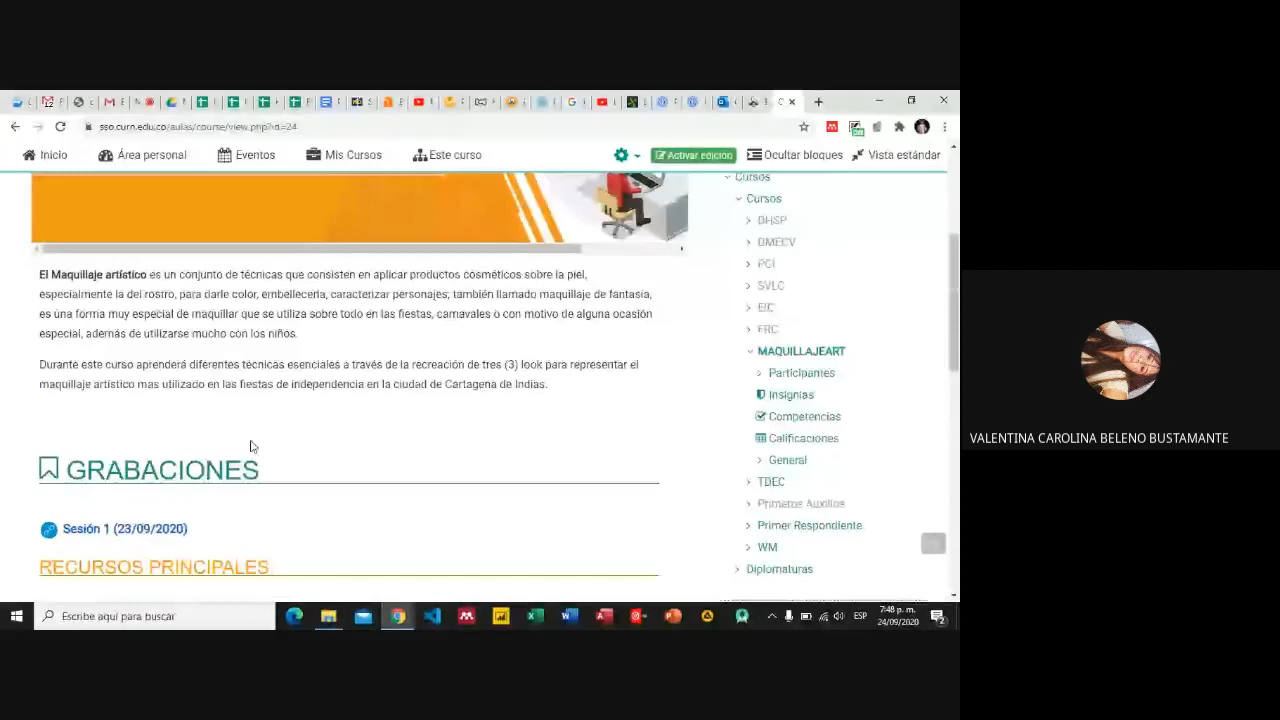 sso.curn.edu.co/aulas/course/view.php?id=24
Inicio
Área personal
Eventos
Mis Cursos
Este curso
Activar edición
Ocultar bloques
Vista estándar
El Maquillaje artístico es un conjunto de técnicas que consisten en aplicar productos cosméticos sobre la piel,
especialmente la del rostro, para darle color, embellecerla, caracterizar personajes; también llamado maquillaje de fantasía,
es una forma muy especial de maquillar que se utiliza sobre todo en las fiestas, carnavales o con motivo de alguna ocasión
especial, además de utilizarse mucho con los niños.
Durante este curso aprenderá diferentes técnicas esenciales a través de la recreación de tres (3) look para representar el
maquillaje artístico mas utilizado en las fiestas de independencia en la ciudad de Cartagena de Indias.
GRABACIONES
Sesión 1 (23/09/2020)
RECURSOS PRINCIPALES
Cursos
Cursos
DHSP
DMECV
PGI
SVLC
EIC
FRC
MAQUILLAJEART
Participantes
Insignias
Competencias
Calificaciones
General
TDEC
Primeros Auxilios
Primer Respondiente
WM
Diplomaturas
VALENTINA CAROLINA BELENO BUSTAMANTE
Escribe aquí para buscar
ESP
7:48 p. m.
24/09/2020
2